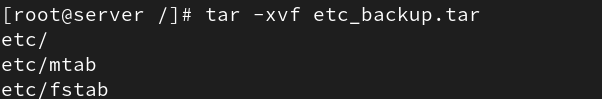 [root@server /]# tar -xvf etc_backup.tar
etc/
etc/mtab
etc/fstab